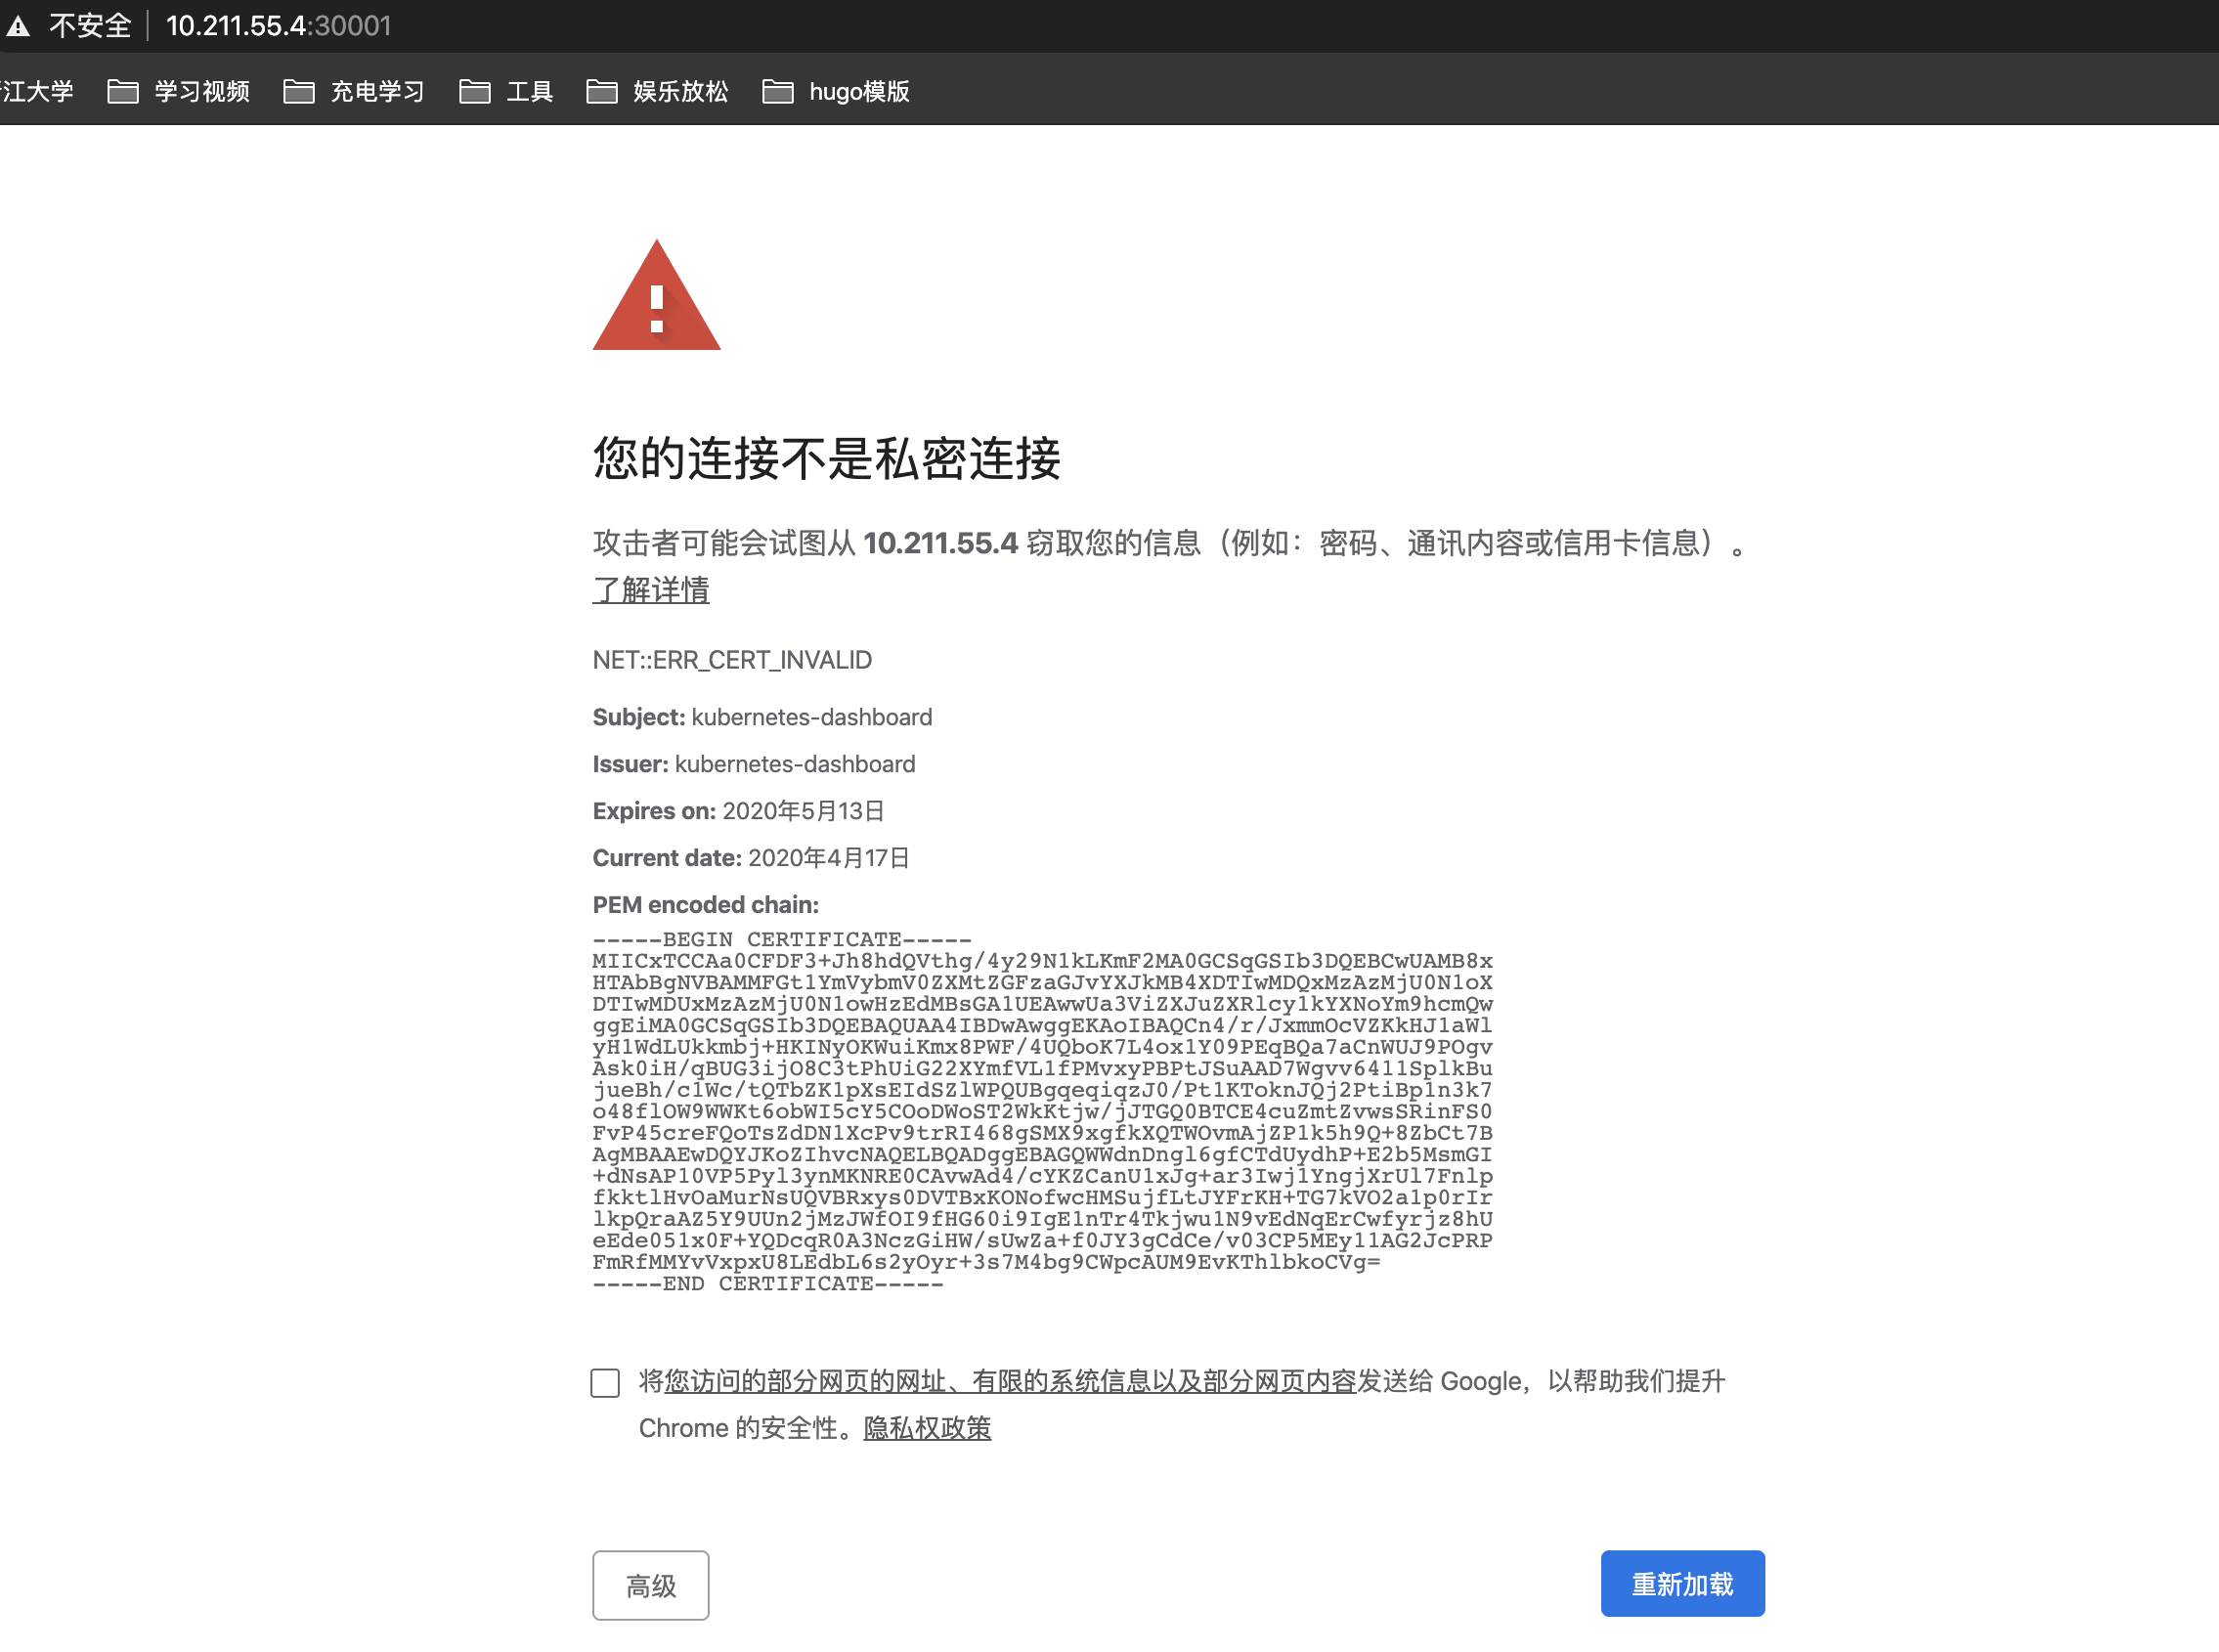 不安全 10.211.55.4:30001
江大学 学习视频 充电学习 工具 娱乐放松 hugo模版
您的连接不是私密连接
攻击者可能会试图从 10.211.55.4 窃取您的信息（例如：密码、通讯内容或信用卡信息）。
了解详情
NET::ERR_CERT_INVALID
Subject: kubernetes-dashboard
Issuer: kubernetes-dashboard
Expires on: 2020年5月13日
Current date: 2020年4月17日
PEM encoded chain:
-----BEGIN CERTIFICATE-----
MIICxTCCAa0CFDF3+Jh8hdQVthg/4y29N1kLKmF2MA0GCSqGSIb3DQEBCwUAMB8x
HTAbBgNVBAMMFGt1YmVybmV0ZXMtZGFzaGJvYXJkMB4XDTIwMDQxMzAzMjU0N1oX
DTIwMDUxMzAzMjU0N1owHzEdMBsGA1UEAwwUa3ViZXJuZXRlcy1kYXNoYm9hcmQw
ggEiMA0GCSqGSIb3DQEBAQUAA4IBDwAwggEKAoIBAQCn4/r/JxmmOcVZKkHJ1aWl
yH1WdLUkkmbj+HKINyOKWuiKmx8PWF/4UQboK7L4ox1Y09PEqBQa7aCnWUJ9POgv
Ask0iH/qBUG3ijO8C3tPhUiG22XYmfVL1fPMvxyPBPtJSuAAD7Wgvv6411SplkBu
jueBh/c1Wc/tQTbZK1pXsEIdSZlWPQUBgqeqiqzJ0/Pt1KToknJQj2PtiBp1n3k7
o48flOW9WWKt6obWI5cY5COoDWoST2WkKtjw/jJTGQ0BTCE4cuZmtZvwsSRinFS0
FvP45creFQoTsZdDN1XcPv9trRI468gSMX9xgfkXQTWOvmAjZP1k5h9Q+8ZbCt7B
AgMBAAEwDQYJKoZIhvcNAQELBQADggEBAGQWWdnDngl6gfCTdUydhP+E2b5MsmGI
+dNsAP10VP5Pyl3ynMKNRE0CAvwAd4/cYKZCanU1xJg+ar3Iwj1YngjXrUl7Fnlp
fkktlHvOaMurNsUQVBRxys0DVTBxKONofwcHMSujfLtJYFrKH+TG7kVO2a1p0rIr
lkpQraAZ5Y9UUn2jMzJWfOI9fHG60i9IgE1nTr4Tkjwu1N9vEdNqErCwfyrjz8hU
eEde051x0F+YQDcqR0A3NczGiHW/sUwZa+f0JY3gCdCe/v03CP5MEy11AG2JcPRP
FmRfMMYvVxpxU8LEdbL6s2yOyr+3s7M4bg9CWpcAUM9EvKThlbkoCVg=
-----END CERTIFICATE-----
将您访问的部分网页的网址、有限的系统信息以及部分网页内容发送给 Google，以帮助我们提升
Chrome 的安全性。隐私权政策
高级 重新加载